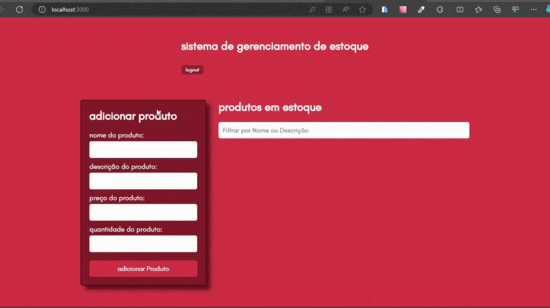 localhost:3000
sistema de gerenciamento de estoque
logout
adicionar produto
nome do produto:
descrição do produto:
preço do produto:
quantidade do produto:
adicionar Produto
produtos em estoque
Filtrar por Nome ou Descrição